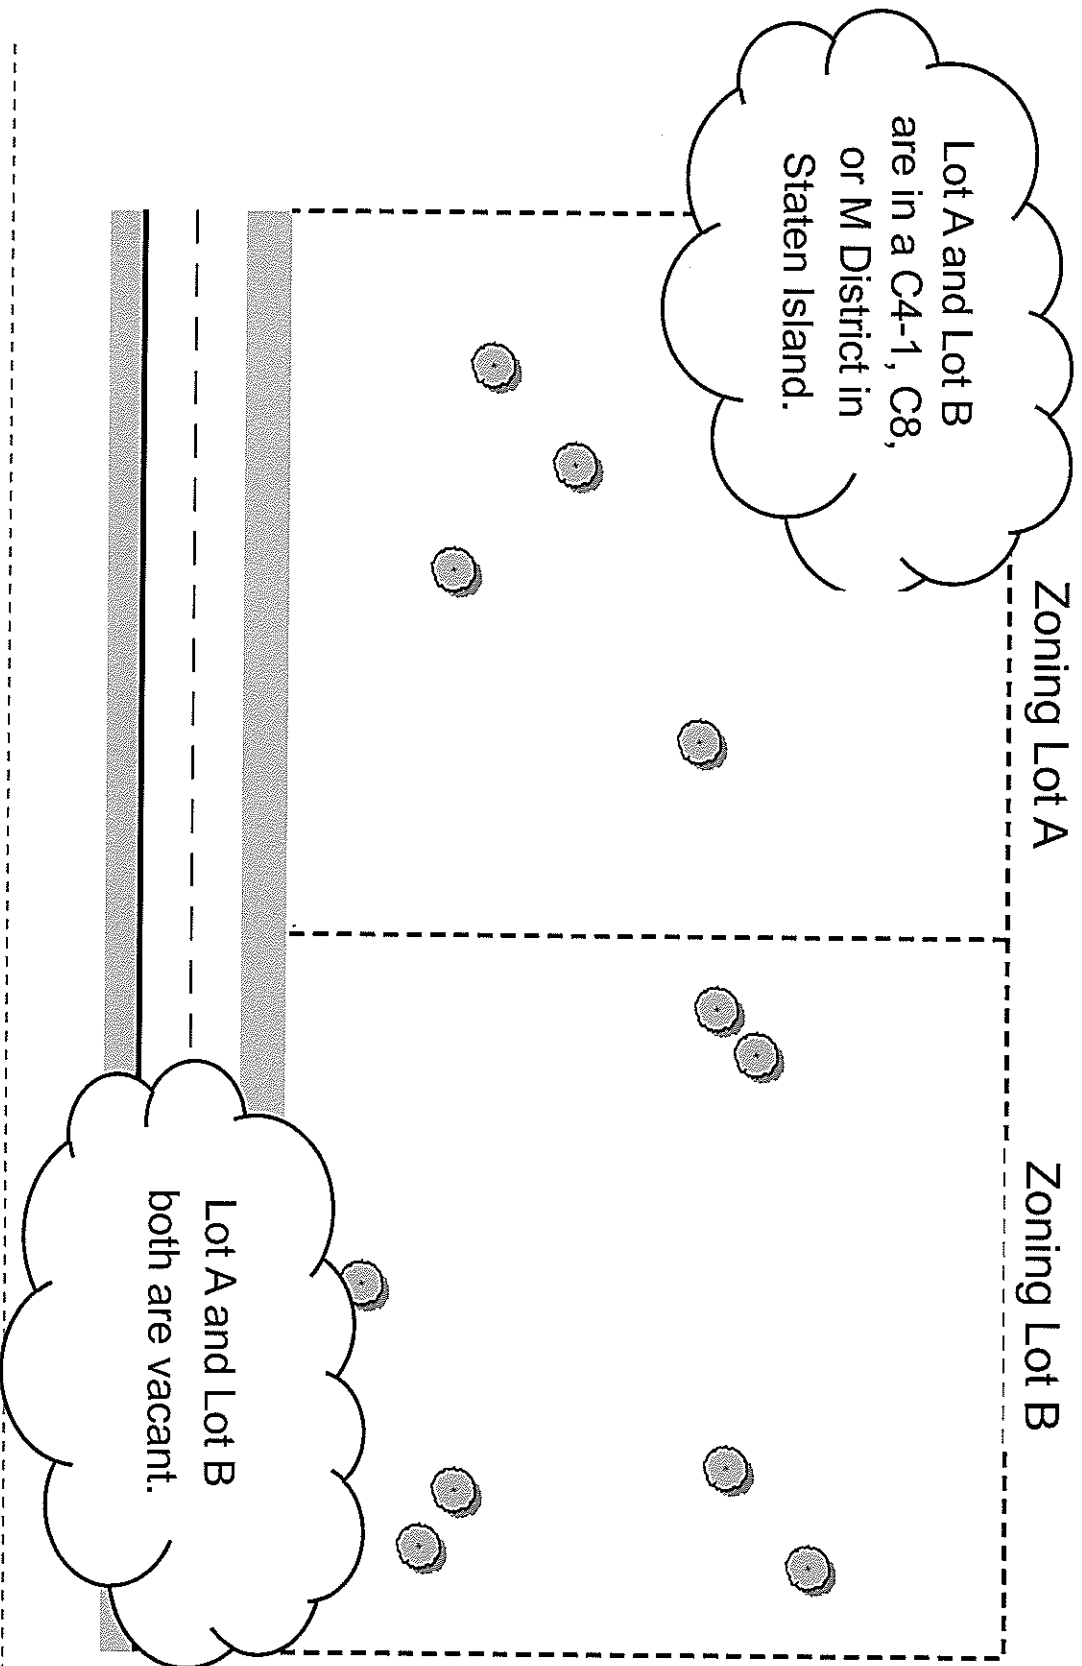 Lot A and Lot B
are in a C4-1, C8,
or M District in
Staten Island.
Zoning Lot A
Zoning Lot B
Lot A and Lot B
both are vacant.